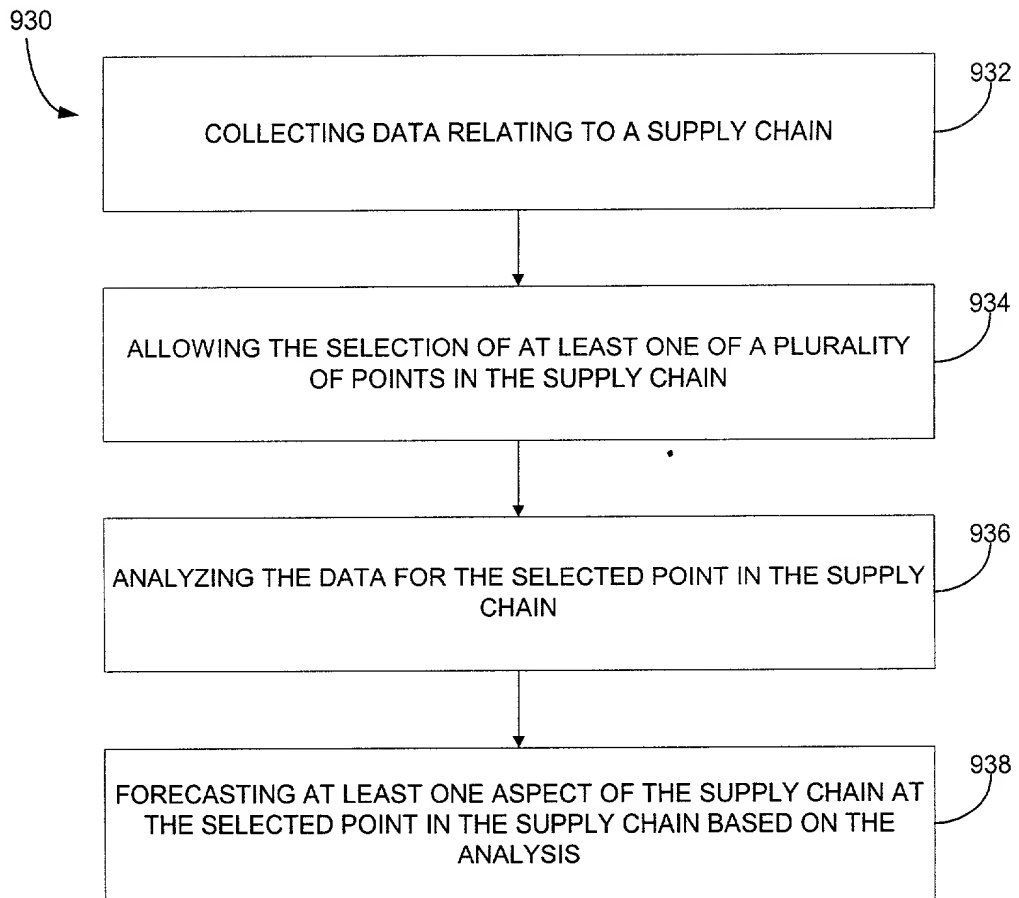 930
932
COLLECTING DATA RELATING TO A SUPPLY CHAIN
934
ALLOWING THE SELECTION OF AT LEAST ONE OF A PLURALITY
OF POINTS IN THE SUPPLY CHAIN
936
ANALYZING THE DATA FOR THE SELECTED POINT IN THE SUPPLY
CHAIN
938
FORECASTING AT LEAST ONE ASPECT OF THE SUPPLY CHAIN AT
THE SELECTED POINT IN THE SUPPLY CHAIN BASED ON THE
ANALYSIS